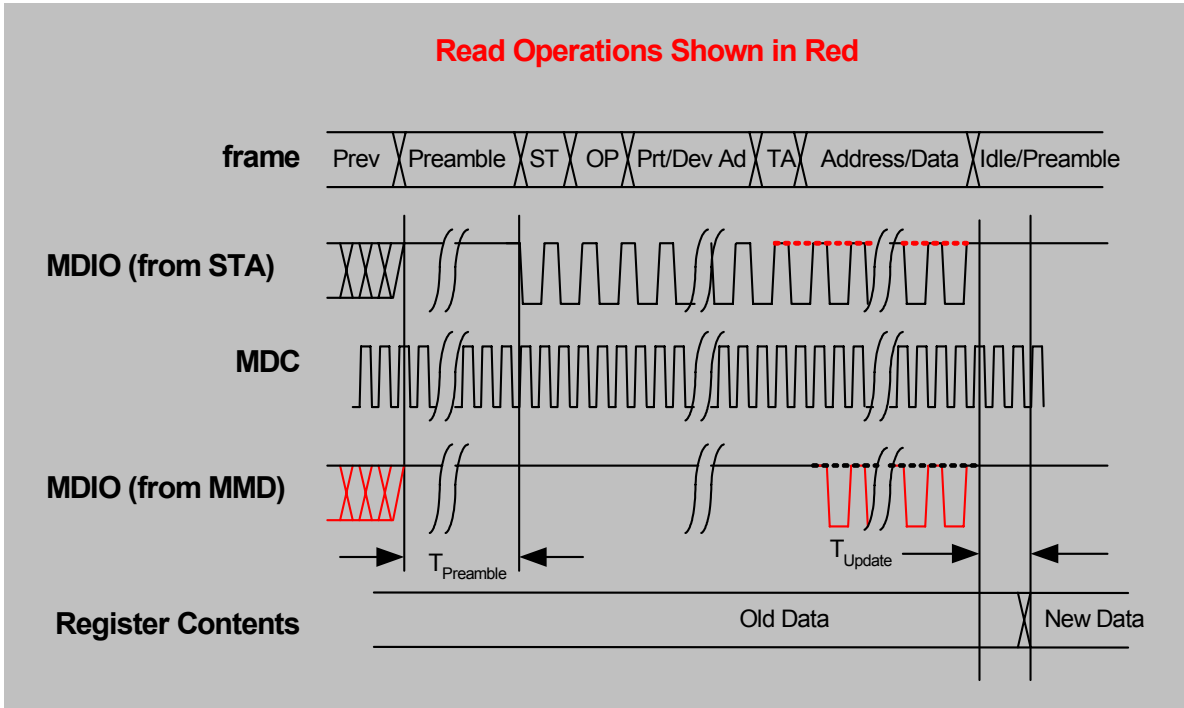 Read Operations Shown in Red
frame Prev Preamble ST OP Prt/Dev Ad TA Address/Data Idle/Preamble
MDIO (from STA)
MDC
MDIO (from MMD)
TPreamble TUpdate
Register Contents Old Data New Data